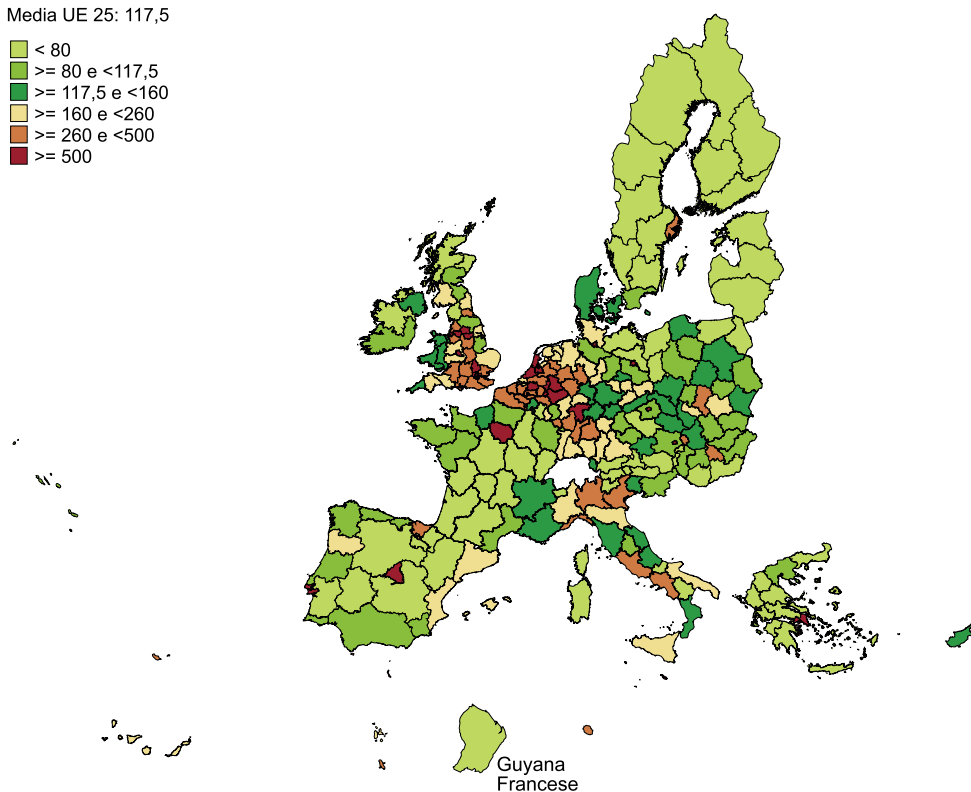 Media UE 25: 117,5
< 80
>= 80 e <117,5
>= 117,5 e <160
>= 160 e <260
>= 260 e <500
>= 500
Guyana
Francese